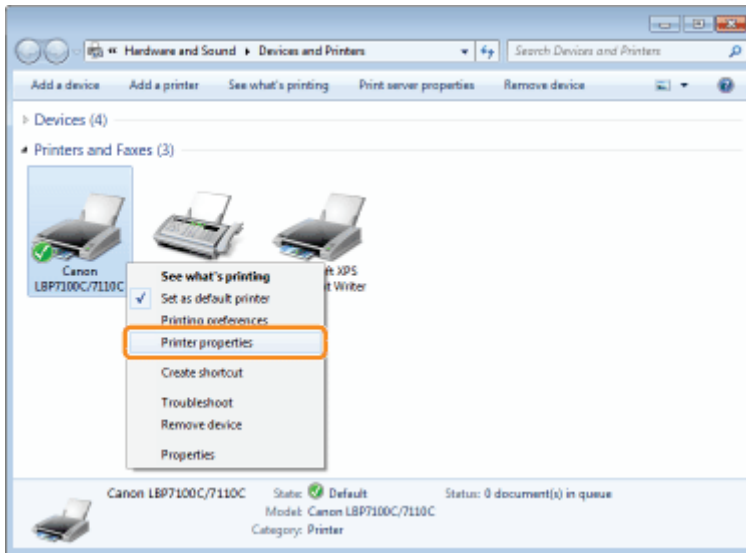 « Hardware and Sound ▸ Devices and Printers Search Devices and Printers
Add a device Add a printer See what's printing Print server properties Remove device
Devices (4)
Printers and Faxes (3)
Canon
LBP7100C/7110C
XPS
Writer
See what's printing
Set as default printer
Printing preferences
Printer properties
Create shortcut
Troubleshoot
Remove device
Properties
Canon LBP7100C/7110C State: Default Status: 0 document(s) in queue
Model: Canon LBP7100C/7110C
Category: Printer